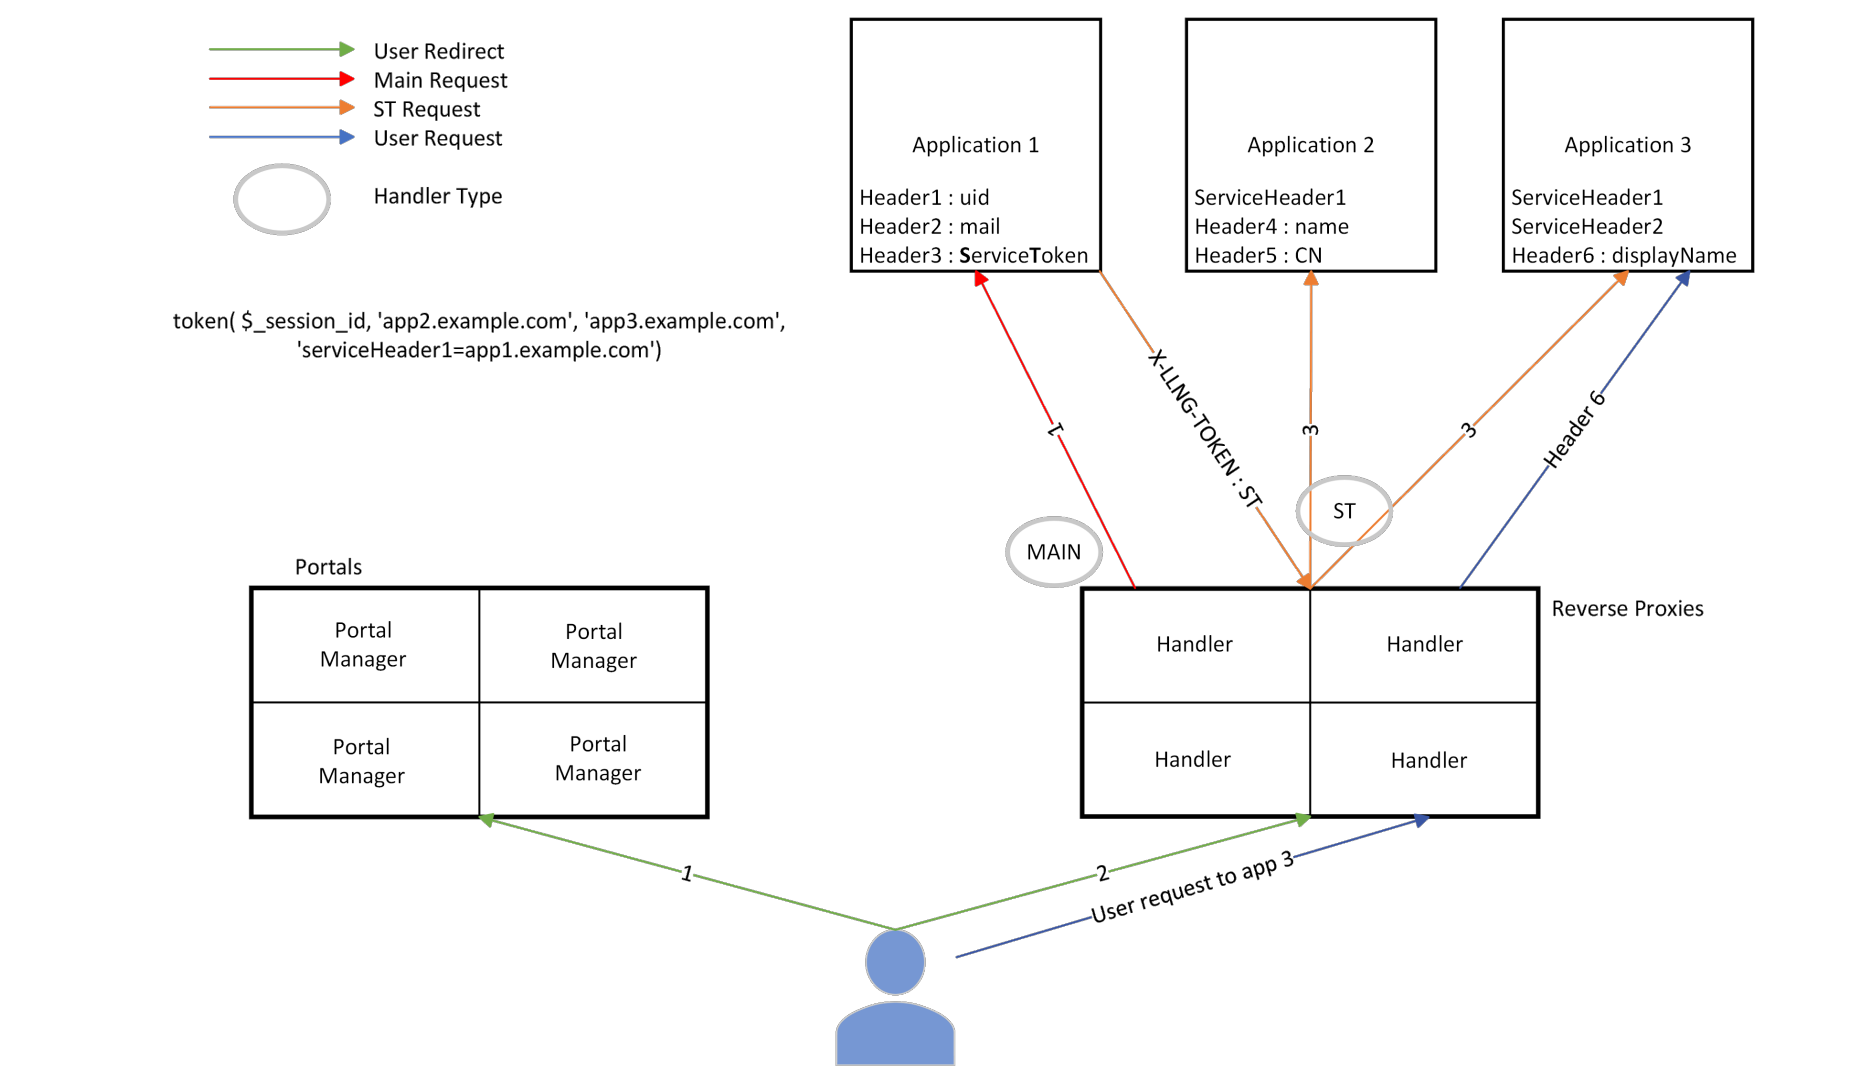 User Redirect
Main Request
ST Request
User Request
Handler Type
token( $_session_id, 'app2.example.com', 'app3.example.com',
'serviceHeader1=app1.example.com')
Application 1
Header1 : uid
Header2 : mail
Header3 : ServiceToken
Application 2
ServiceHeader1
Header4 : name
Header5 : CN
Application 3
ServiceHeader1
ServiceHeader2
Header6 : displayName
1
X-LLNG-TOKEN : ST
3
3
Header 6
MAIN
ST
Portals
Portal
Manager
Portal
Manager
Portal
Manager
Portal
Manager
Reverse Proxies
Handler
Handler
Handler
Handler
1
2
User request to app 3